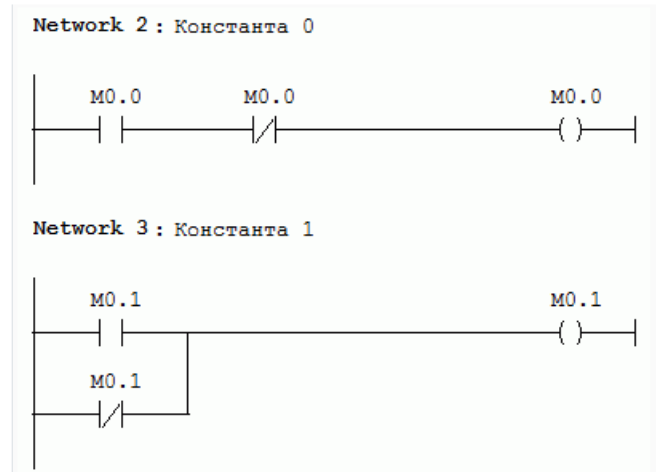 Network 2: Константа 0
M0.0 M0.0 M0.0
Network 3: Константа 1
M0.1 M0.1
M0.1